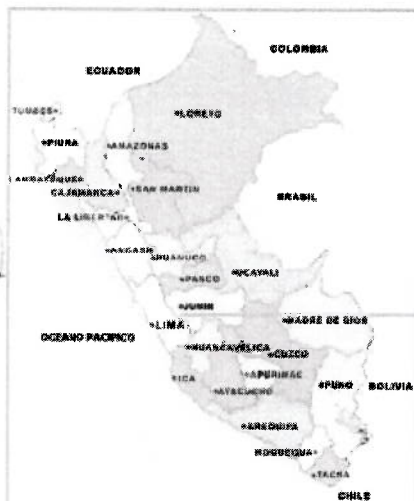 COLOMBIA
ECUADOR
TUMBES
LORETO
PIURA
AMAZONAS
LAMBAYEQUE
CAJAMARCA
SAN MARTIN
BRASIL
LA LIBERTAD
ANCASH
HUANUCO
UCAYALI
PASCO
JUNIN
MADRE DE DIOS
LIMA
OCEANO PACIFICO
HUANCAVELICA
CUZCO
ICA
APURIMAC
PUNO
BOLIVIA
AYACUCHO
AREQUIPA
MOQUEGUA
TACNA
CHILE